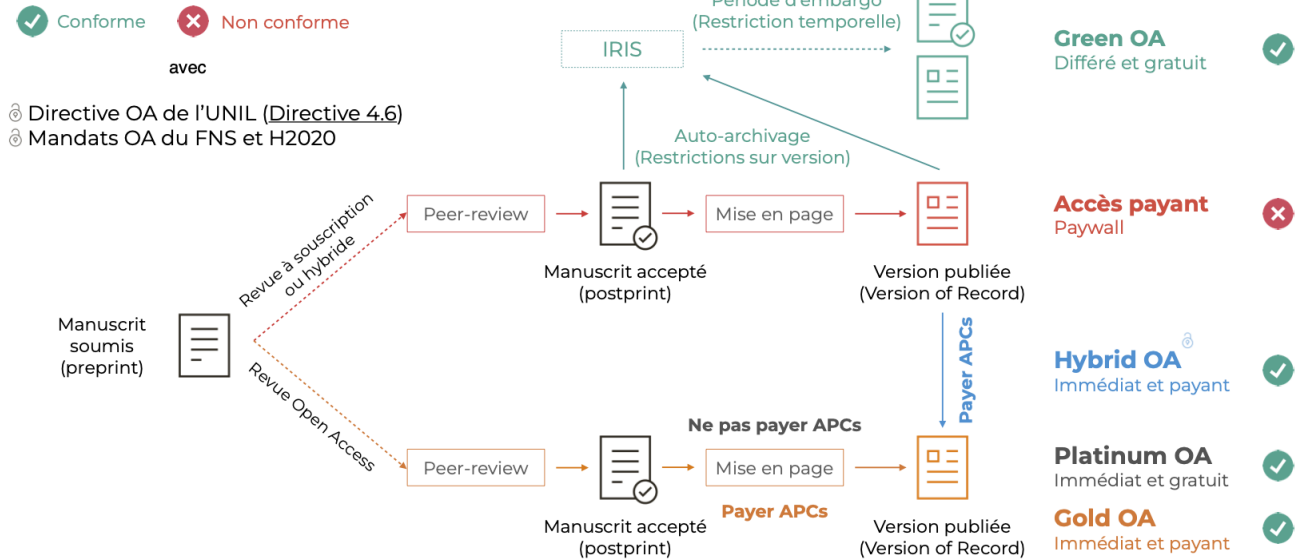 Conforme
Non conforme
avec
Directive OA de l'UNIL (Directive 4.6)
Mandats OA du FNS et H2020
Période d'embargo
(Restriction temporelle)
IRIS
Green OA
Différé et gratuit
Auto-archivage
(Restrictions sur version)
Revue à souscription
ou hybride
Peer-review
Mise en page
Accès payant
Paywall
Manuscrit accepté
(postprint)
Version publiée
(Version of Record)
Manuscrit
soumis
(preprint)
Payer APCs
Hybrid OA
Immédiat et payant
Revue Open Access
Ne pas payer APCs
Peer-review
Mise en page
Platinum OA
Immédiat et gratuit
Payer APCs
Gold OA
Immédiat et payant
Manuscrit accepté
(postprint)
Version publiée
(Version of Record)